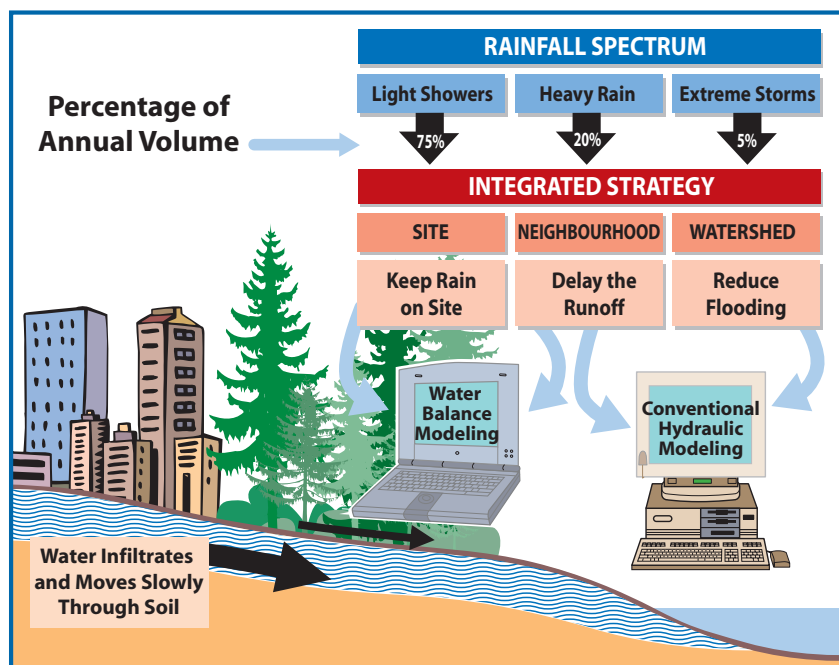 RAINFALL SPECTRUM
Percentage of
Annual Volume
Light Showers
Heavy Rain
Extreme Storms
75%
20%
5%
INTEGRATED STRATEGY
SITE
NEIGHBOURHOOD
WATERSHED
Keep Rain
on Site
Delay the
Runoff
Reduce
Flooding
Water
Balance
Modeling
Conventional
Hydraulic
Modeling
Water Infiltrates
and Moves Slowly
Through Soil